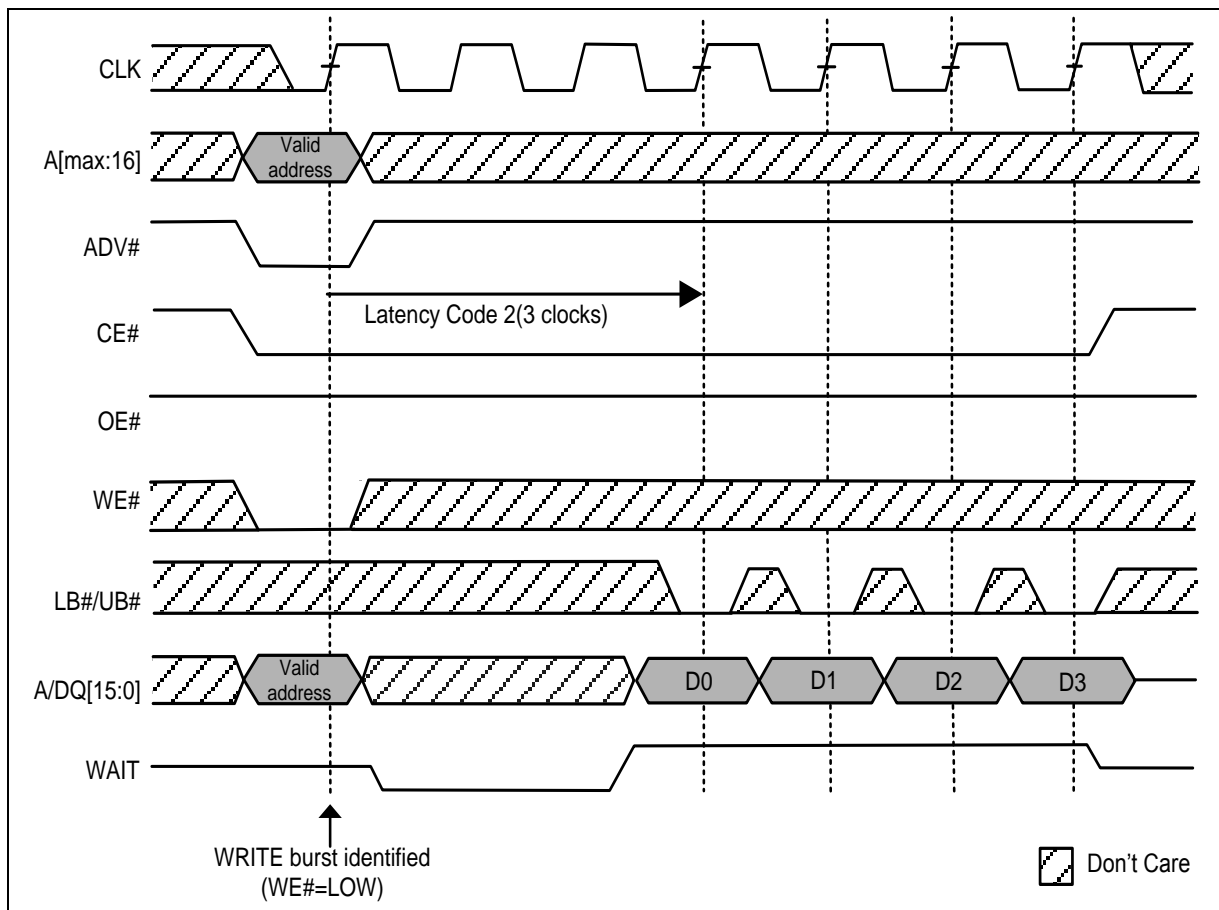 CLK
A[max:16]
Valid
address
ADV#
Latency Code 2(3 clocks)
CE#
OE#
WE#
LB#/UB#
A/DQ[15:0]
Valid
address
D0
D1
D2
D3
WAIT
WRITE burst identified
(WE#=LOW)
Don't Care